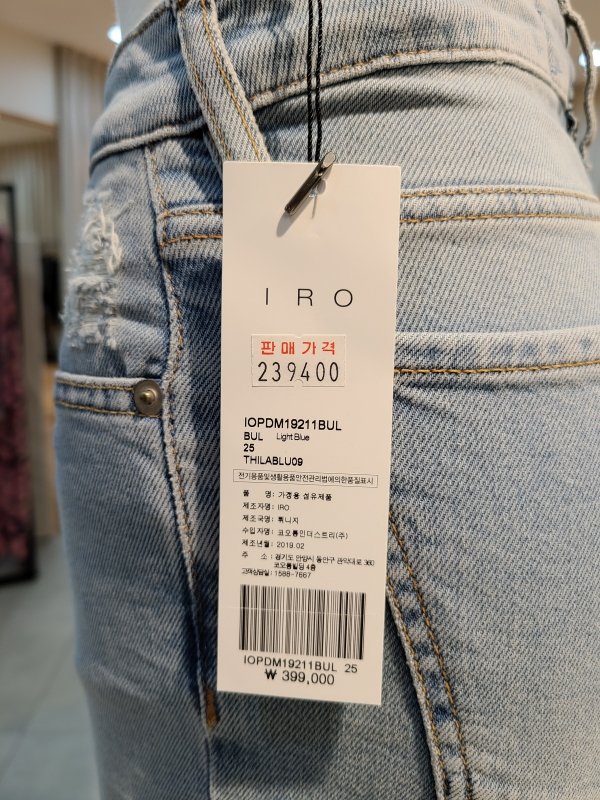 IRO
판매가격
239400
IOPDM19211BUL
BUL Light Blue
25
THILABLU09
전기용품및생활용품안전관리법에의한품질표시
품 명: 가정용 섬유제품
제조자명: IRO
제조국명: 튀니지
수입자명: 코오롱인더스트리(주)
제조년월: 2019.02
주 소: 경기도 안양시 동안구 관악대로 360
코오롱빌딩 4층
고객상담실: 1588-7667
IOPDM19211BUL 25
₩ 399,000